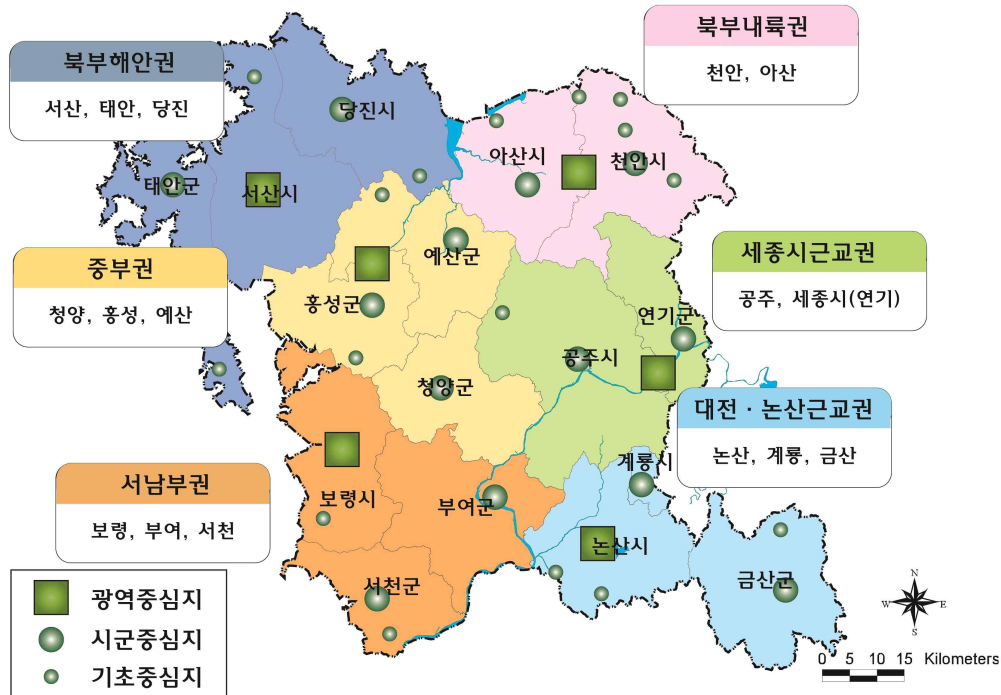 북부해안권
서산, 태안, 당진
북부내륙권
천안, 아산
당진시
아산시
천안시
태안군
서산시
중부권
청양, 홍성, 예산
예산군
홍성군
세종시근교권
공주, 세종시(연기)
연기군
공주시
청양군
대전 · 논산근교권
논산, 계룡, 금산
계룡시
서남부권
보령, 부여, 서천
보령시
부여군
논산시
서천군
금산군
광역중심지
시군중심지
기초중심지
N
W E
S
0 5 10 15 Kilometers